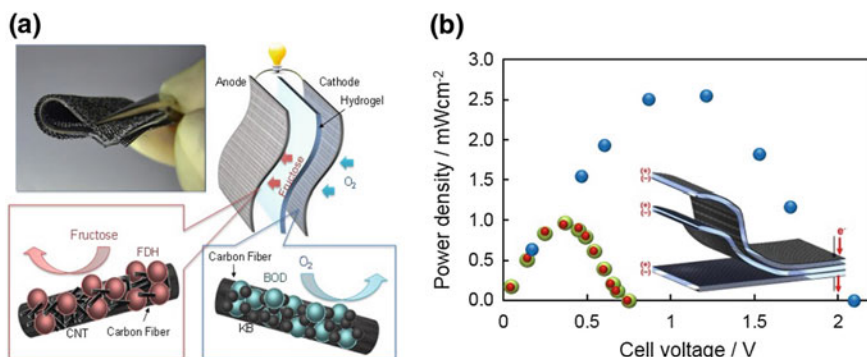 (a)
Anode
Cathode
Hydrogel
Fructose
O2
Fructose
FDH
CNT
Carbon Fiber
Carbon Fiber
BOD
O2
KB
(b)
Power density / mWcm-2
3.0
2.5
2.0
1.5
1.0
0.5
0.0
0
0.5
1
1.5
2
Cell voltage / V
(+)
(-)
(+)
(-)
(+)
(-)
e-